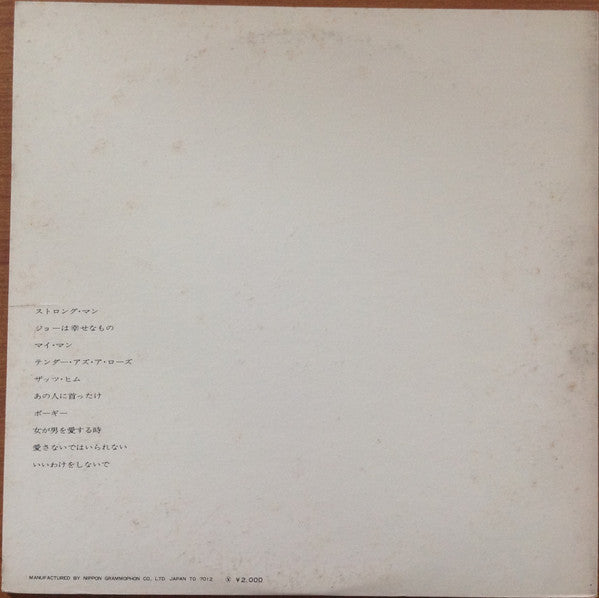 ストロング・マン
ジョーは幸せなもの
マイ・マン
テンダー・アズ・ア・ローズ
ザッツ・ヒム
あの人に首ったけ
ポーギー
女が男を愛する時
愛さないではいられない
いいわけをしないで
MANUFACTURED BY NIPPON GRAMMOPHON CO., LTD. JAPAN TO 7012 Ⓧ ¥2,000